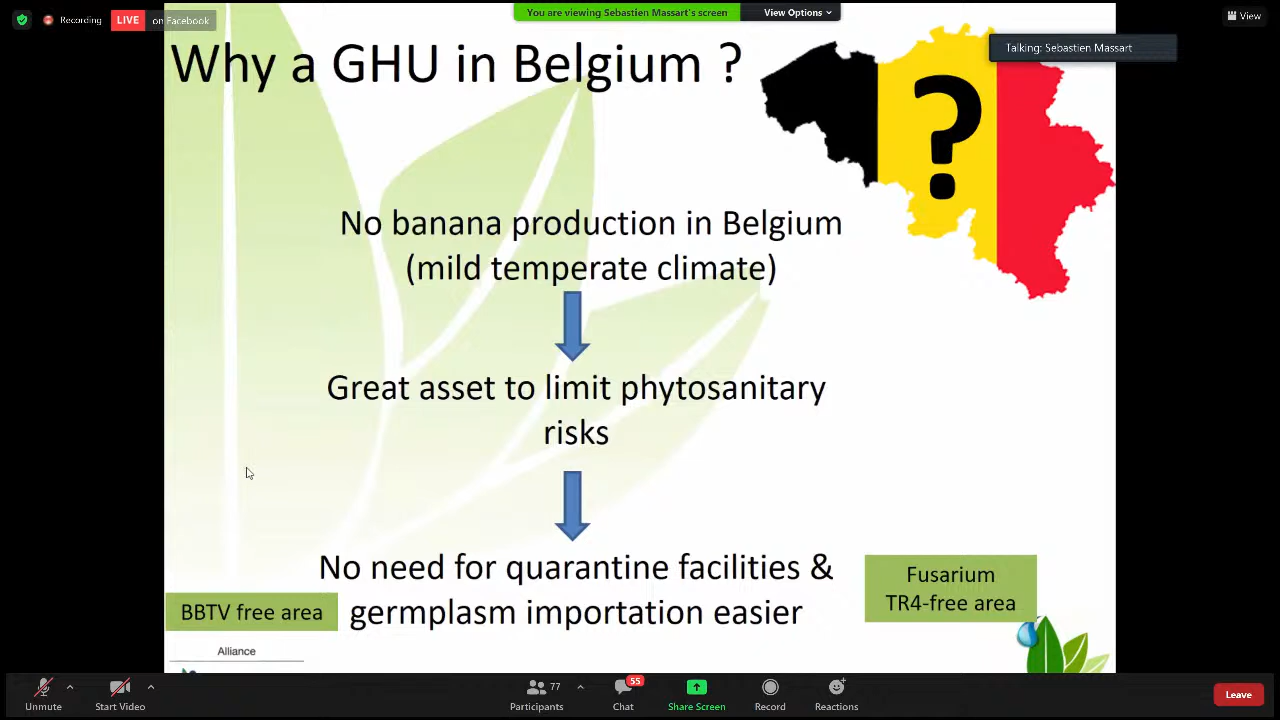 Recording
LIVE on Facebook
You are viewing Sebastien Massart's screen
View Options
View
Talking: Sebastien Massart
Why a GHU in Belgium ?
?
No banana production in Belgium
(mild temperate climate)
Great asset to limit phytosanitary
risks
No need for quarantine facilities &
germplasm importation easier
BBTV free area
Fusarium
TR4-free area
Alliance
Unmute
Start Video
77
Participants
55
Chat
Share Screen
Record
Reactions
Leave